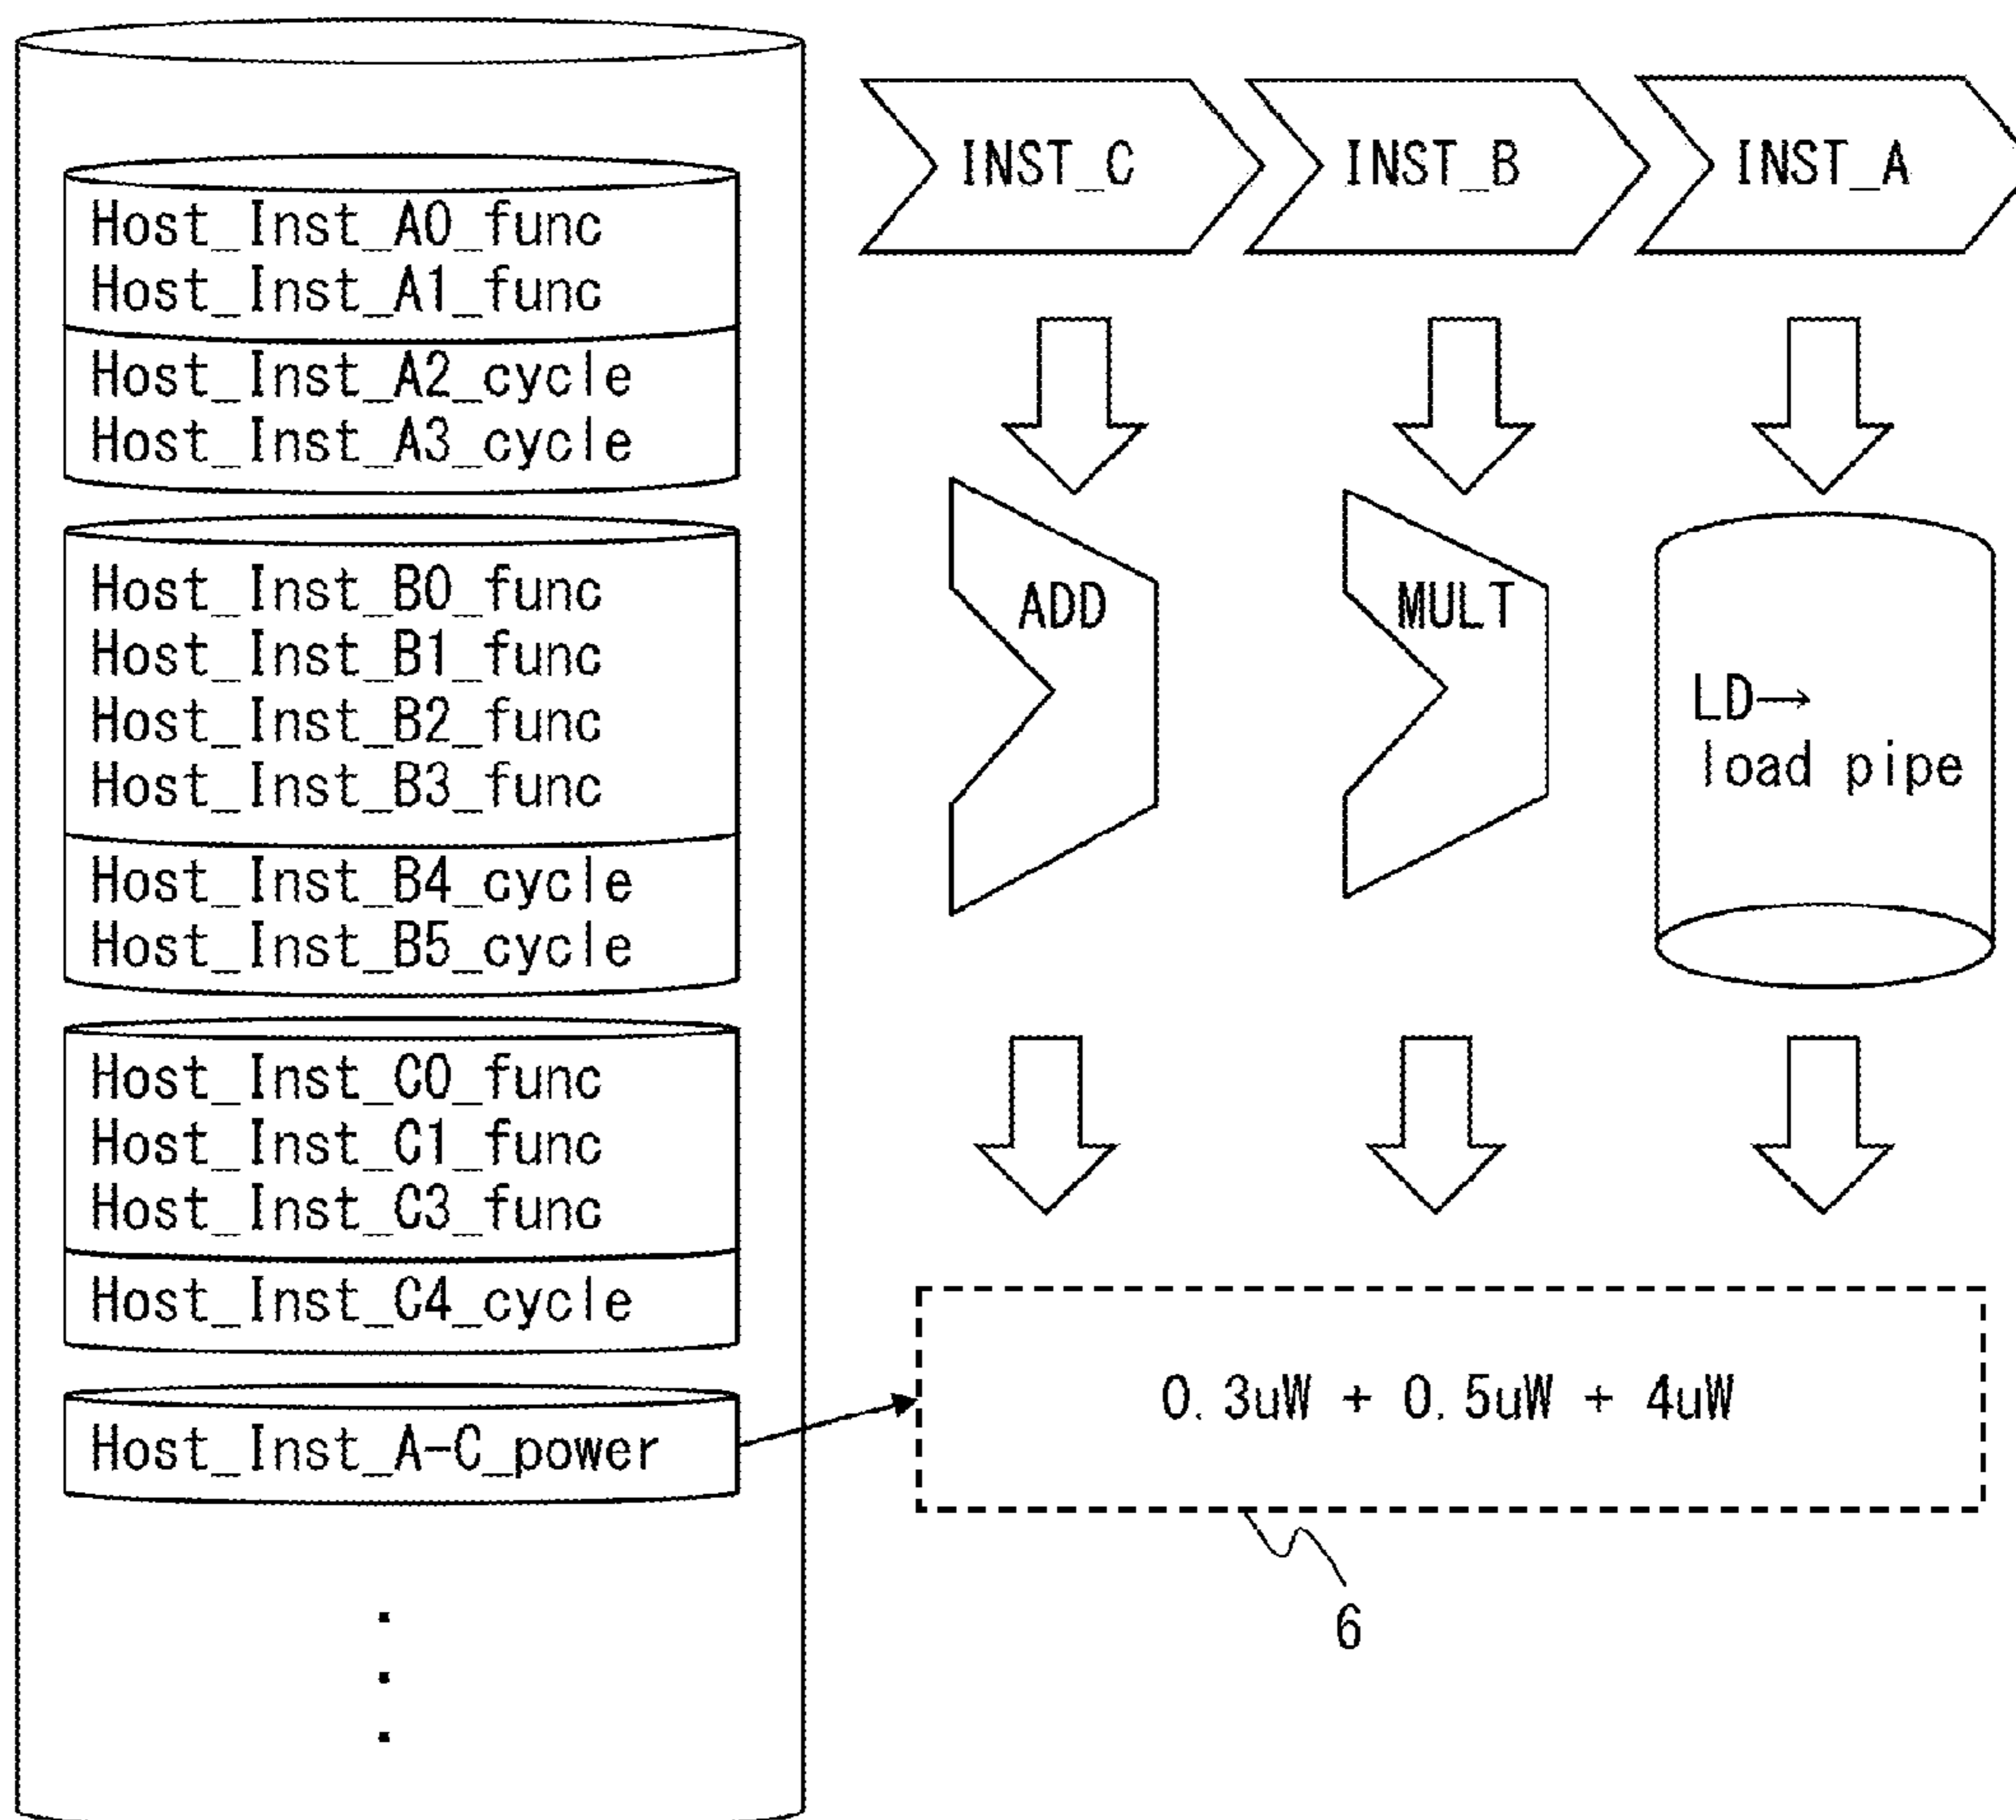 Host_Inst_A0_func
Host_Inst_A1_func
Host_Inst_A2_cycle
Host_Inst_A3_cycle
Host_Inst_B0_func
Host_Inst_B1_func
Host_Inst_B2_func
Host_Inst_B3_func
Host_Inst_B4_cycle
Host_Inst_B5_cycle
Host_Inst_C0_func
Host_Inst_C1_func
Host_Inst_C3_func
Host_Inst_C4_cycle
Host_Inst_A-C_power
INST_C
INST_B
INST_A
ADD
MULT
LD→
load pipe
0.3uW + 0.5uW + 4uW
6